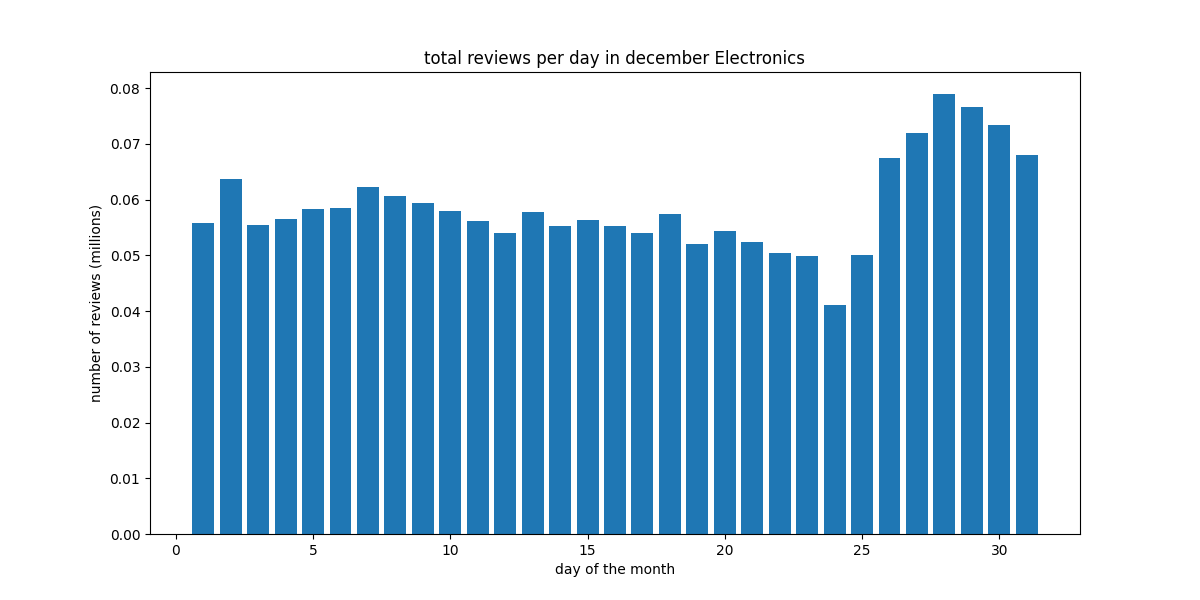 total reviews per day in december Electronics
number of reviews (millions)
0.08
0.07
0.06
0.05
0.04
0.03
0.02
0.01
0.00
0 5 10 15 20 25 30
day of the month